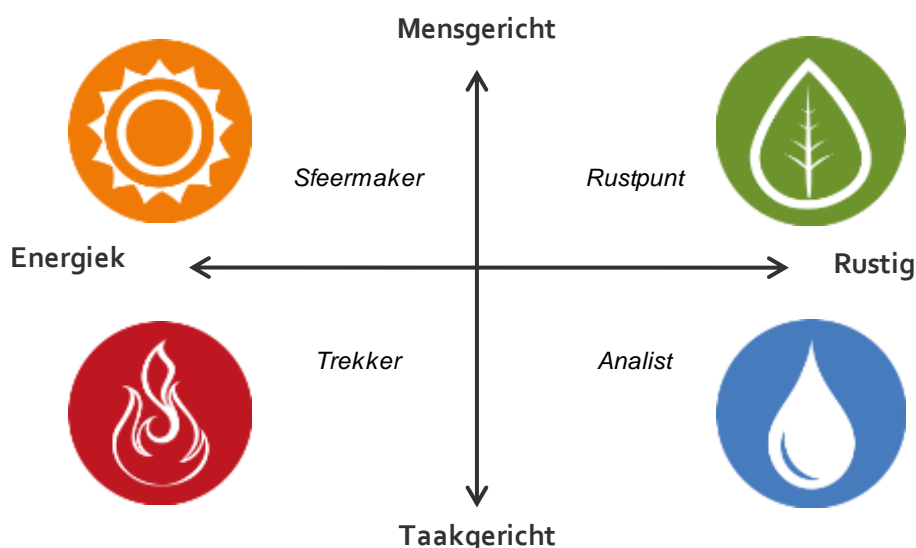 Mensgericht
Sfeermaker
Rustpunt
Energiek
Rustig
Trekker
Analist
Taakgericht